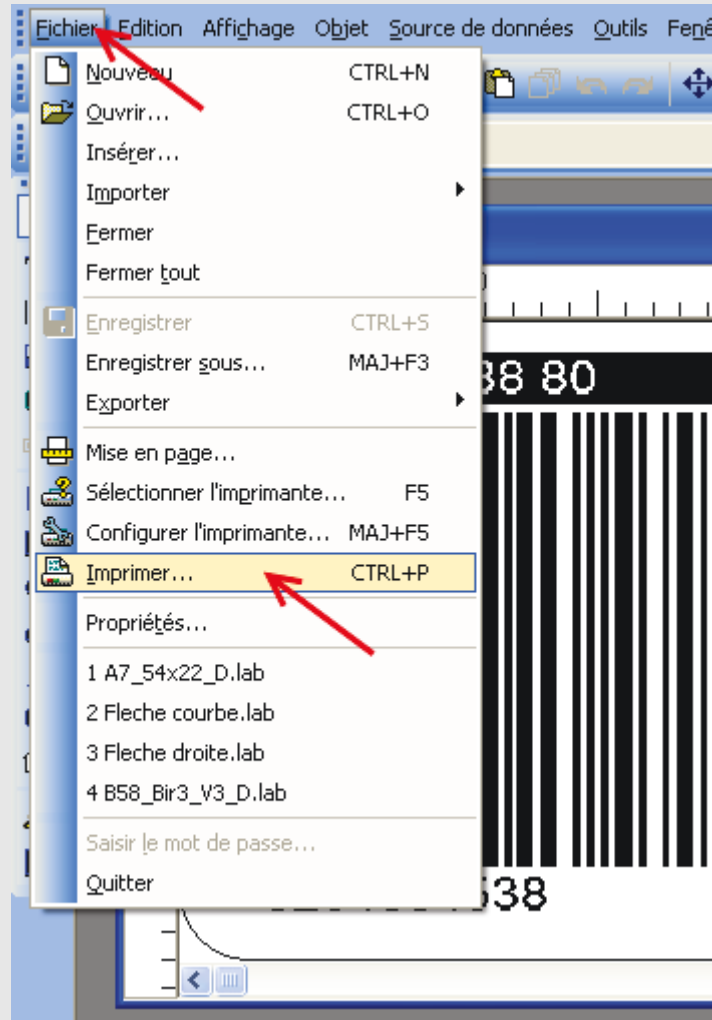 Fichier Edition Affichage Objet Source de données Outils
Nouveau CTRL+N
Ouvrir... CTRL+O
Insérer...
Importer
Fermer
Fermer tout
Enregistrer CTRL+S
Enregistrer sous... MAJ+F3
Exporter
Mise en page...
Sélectionner l'imprimante... F5
Configurer l'imprimante... MAJ+F5
Imprimer... CTRL+P
Propriétés...
1 A7_54x22_D.lab
2 Fleche courbe.lab
3 Fleche droite.lab
4 B58_Bir3_V3_D.lab
Saisir le mot de passe...
Quitter
80